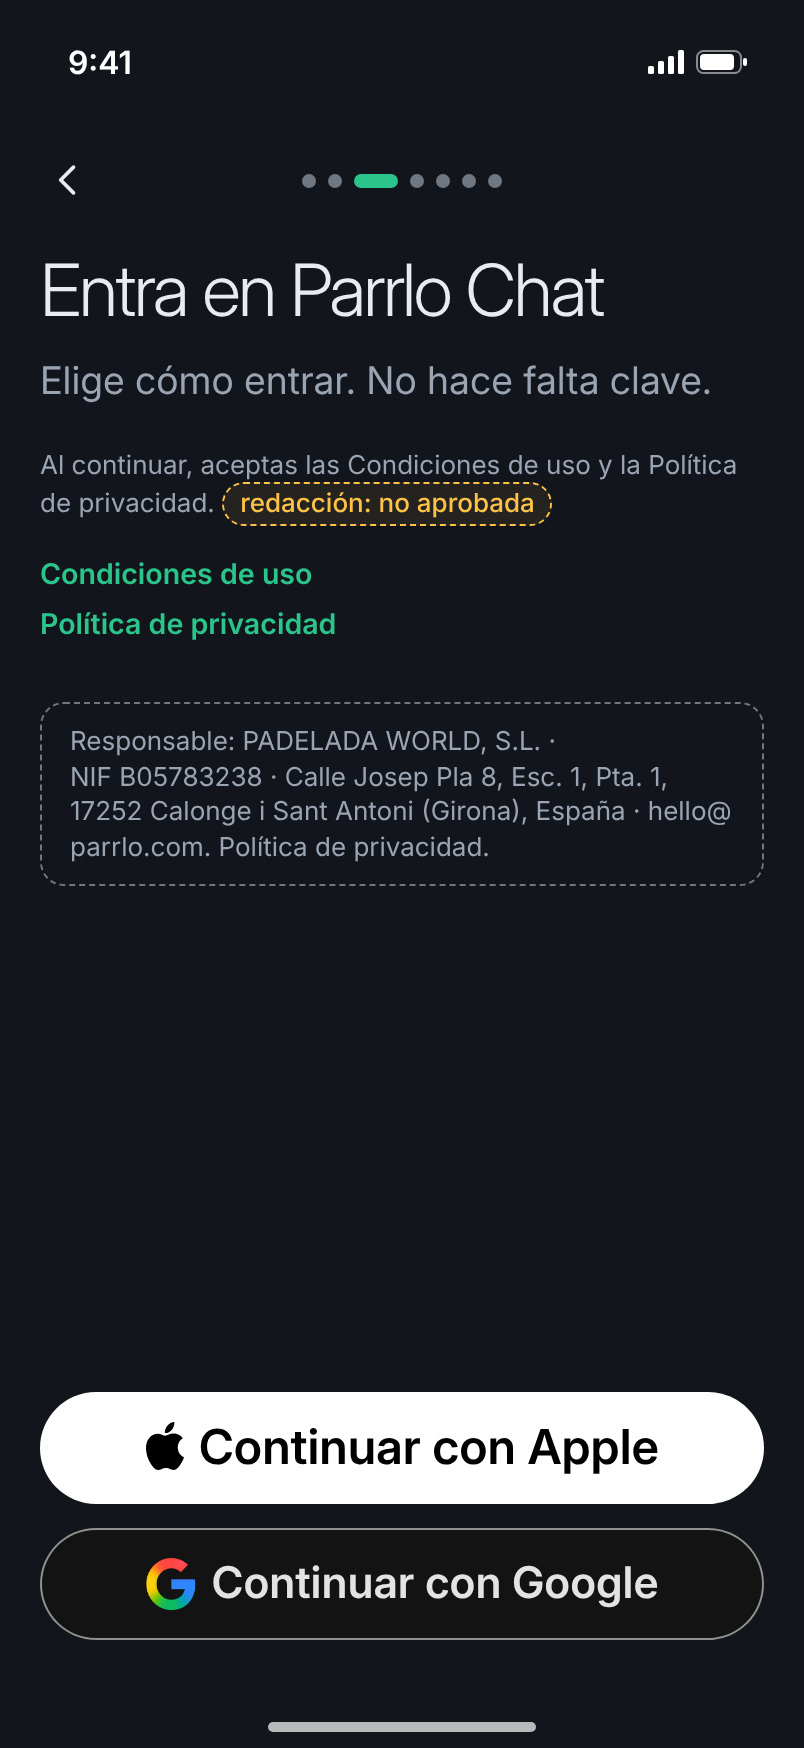 9:41
Entra en Parrlo Chat
Elige cómo entrar. No hace falta clave.
Al continuar, aceptas las Condiciones de uso y la Política
de privacidad. redacción: no aprobada
Condiciones de uso
Política de privacidad
Responsable: PADELADA WORLD, S.L. ·
NIF B05783238 · Calle Josep Pla 8, Esc. 1, Pta. 1,
17252 Calonge i Sant Antoni (Girona), España · hello@
parrlo.com. Política de privacidad.
Continuar con Apple
Continuar con Google